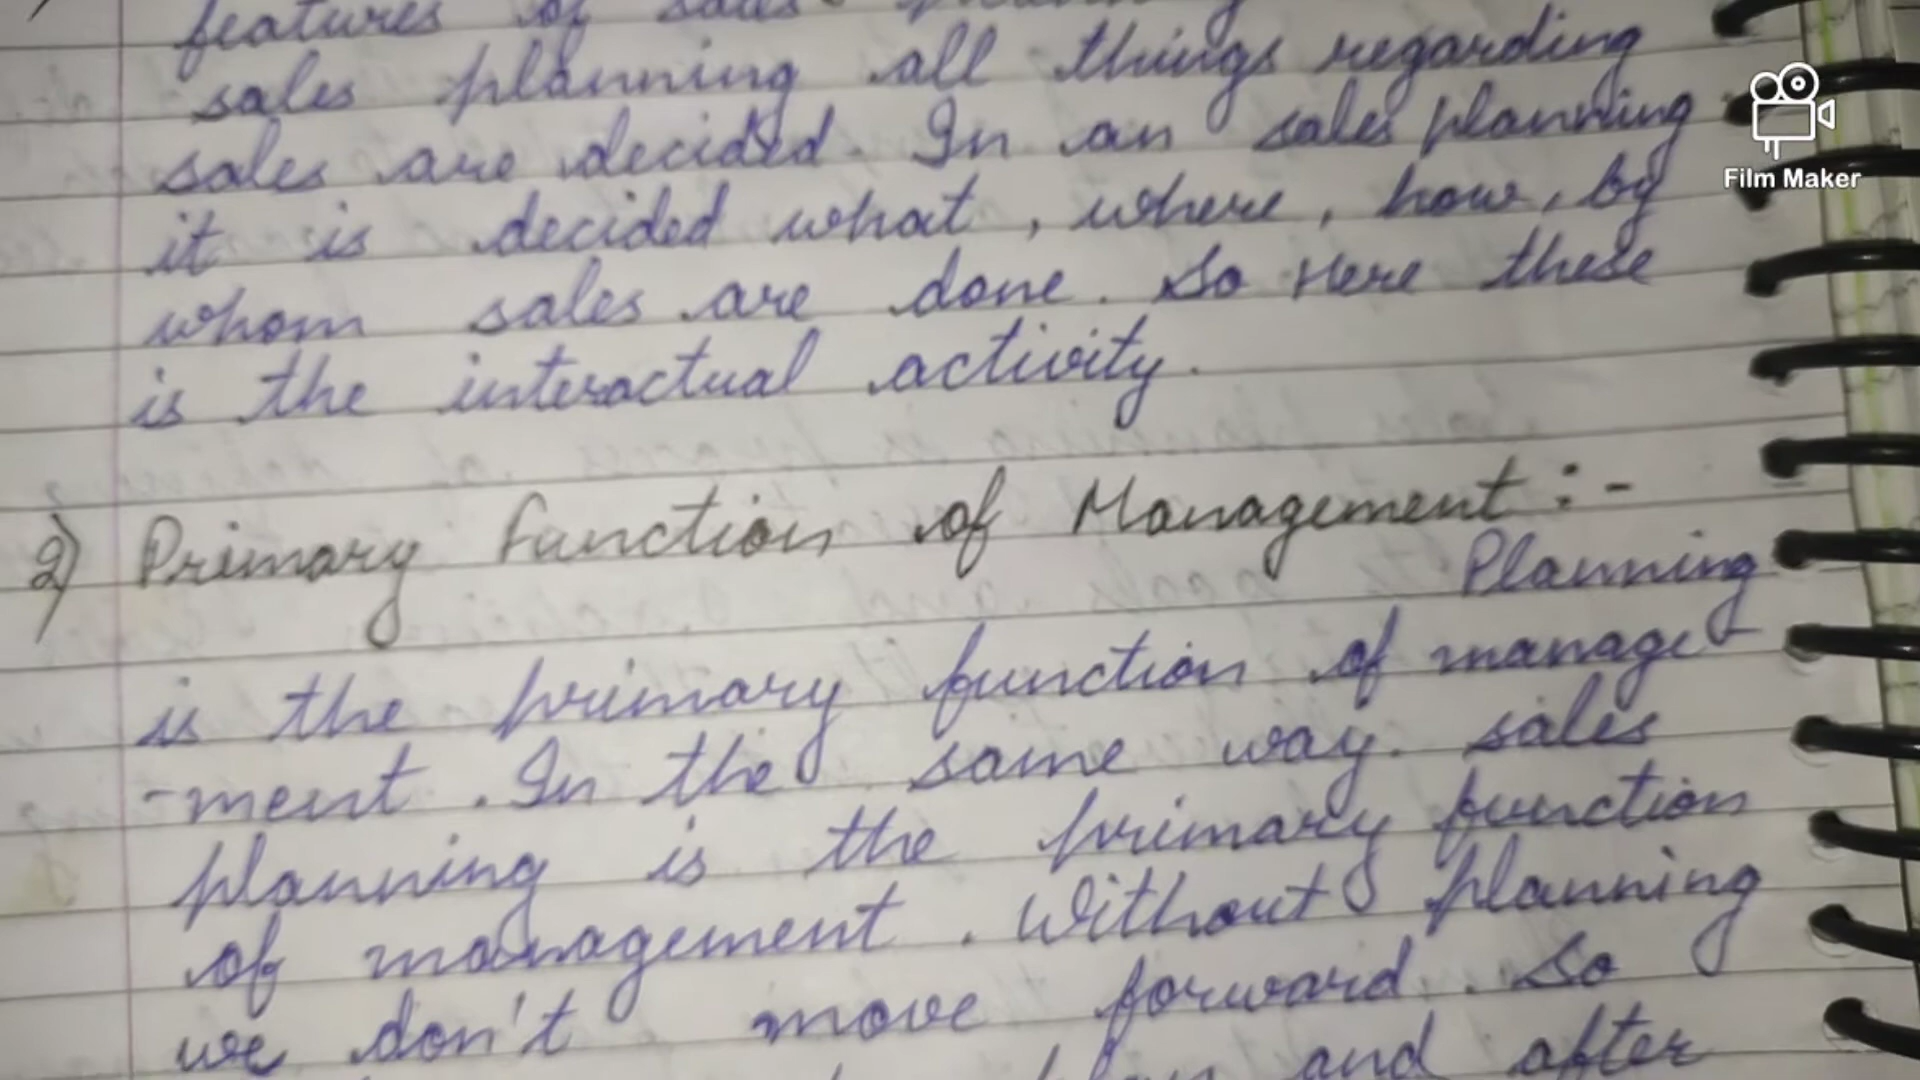 features of sales
sales planning all things regarding
sales are decided. In an sales planning
it is decided what, where, how, by
whom sales are done. So Here these
is the interactual activity.
2) Primary Function of Management :-
Planning
is the primary function of manage
-ment. In the same way. sales
planning is the primary function
of management. Without planning
we don't move forward. So
and after
Film Maker